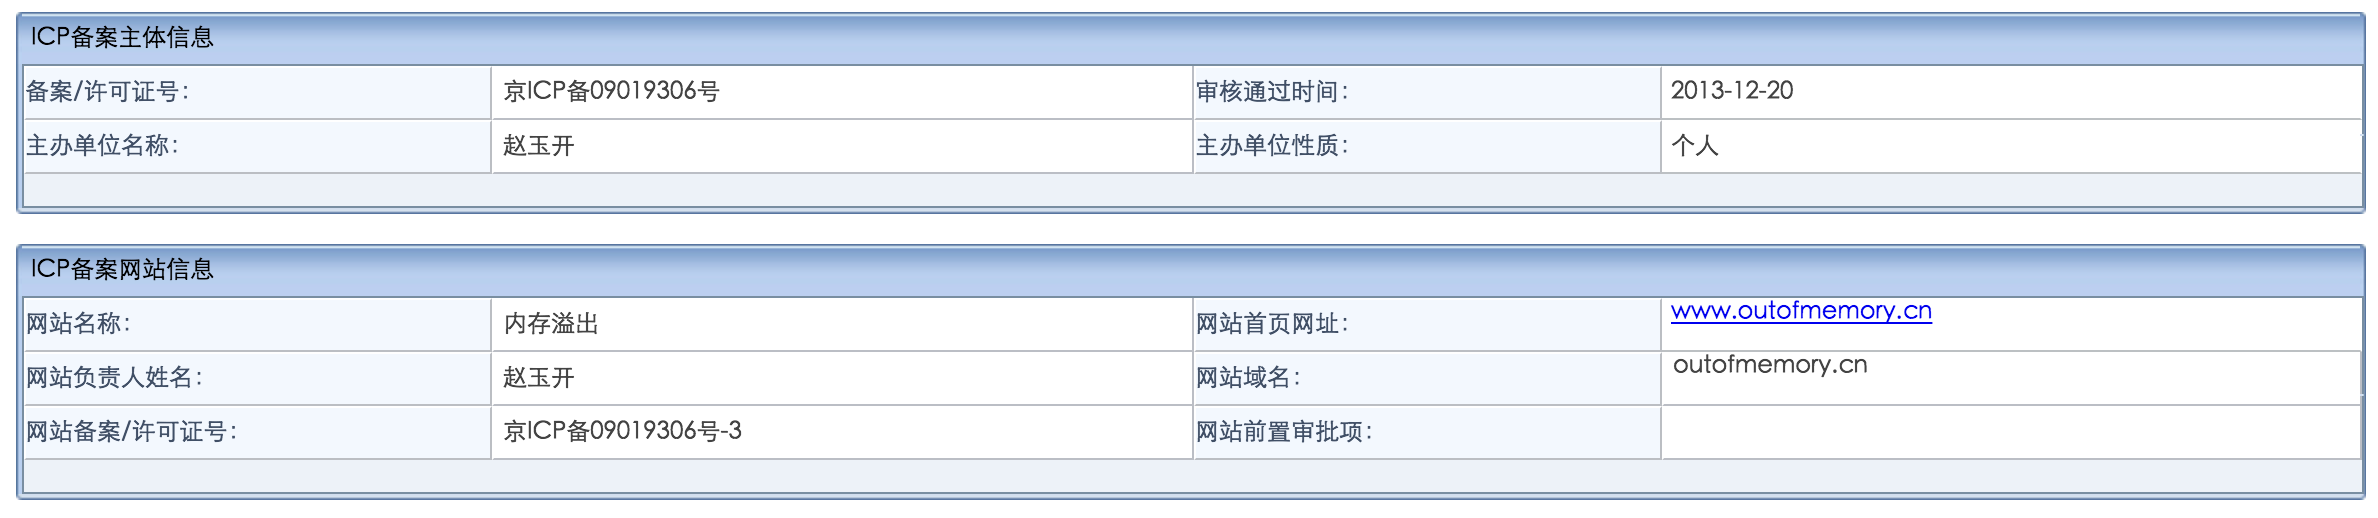 ICP备案主体信息
备案/许可证号： 京ICP备09019306号 审核通过时间： 2013-12-20
主办单位名称： 赵玉开 主办单位性质： 个人
ICP备案网站信息
网站名称： 内存溢出 网站首页网址： www.outofmemory.cn
网站负责人姓名： 赵玉开 网站域名： outofmemory.cn
网站备案/许可证号： 京ICP备09019306号-3 网站前置审批项：